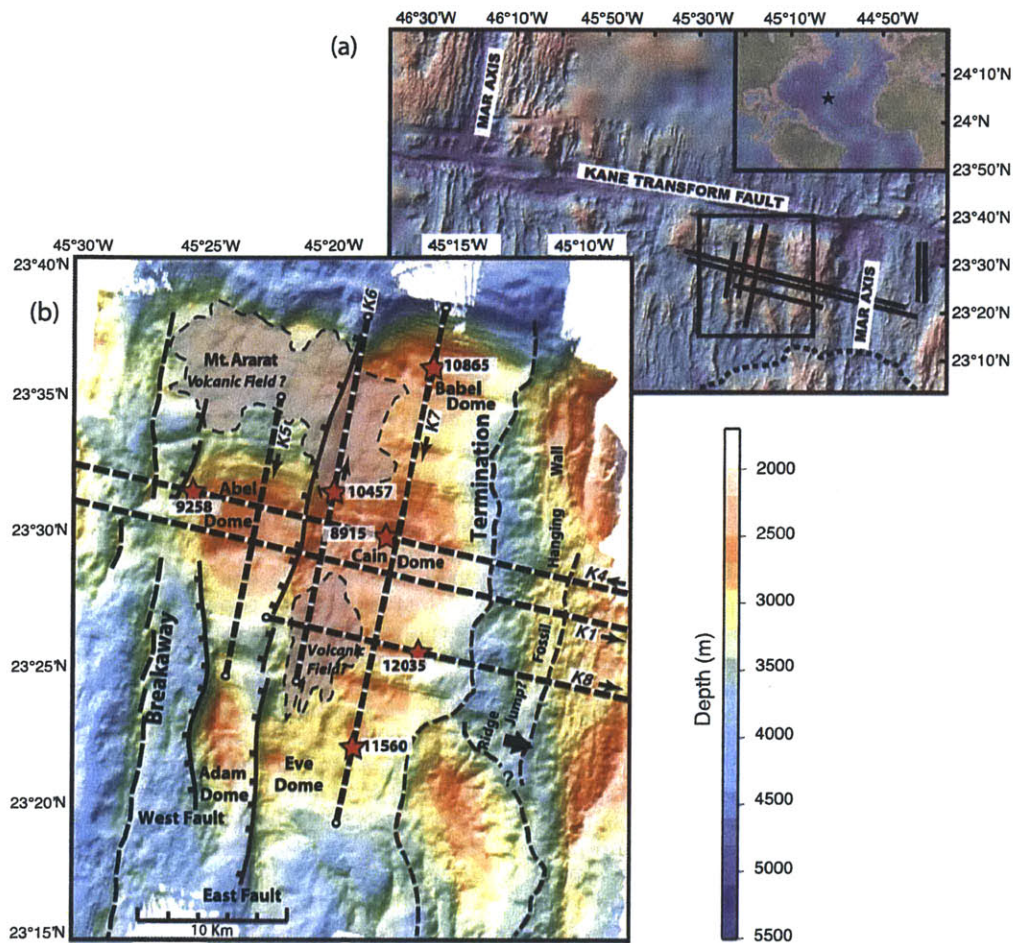 (a)
46°30'W 46°10'W 45°50'W 45°30'W 45°10'W 44°50'W
24°10'N
24°N
23°50'N
23°40'N
23°30'N
23°20'N
23°10'N
MAR AXIS
KANE TRANSFORM FAULT
MAR AXIS
(b)
45°30'W 45°25'W 45°20'W 45°15'W 45°10'W
23°40'N
23°35'N
23°30'N
23°25'N
23°20'N
23°15'N
K6
Mt. Ararat
Volcanic Field ?
10865
Babel
Dome
K5
K7
Termination
Wall
Hanging
Fossil
Abel
Dome
9258
10457
8915
Cain Dome
K4
K1
K8
Volcanic
Field?
12035
Breakaway
Ridge
Jump?
?
11560
Eve
Dome
Adam
Dome
West Fault
East Fault
10 Km
Depth (m)
2000
2500
3000
3500
4000
4500
5000
5500